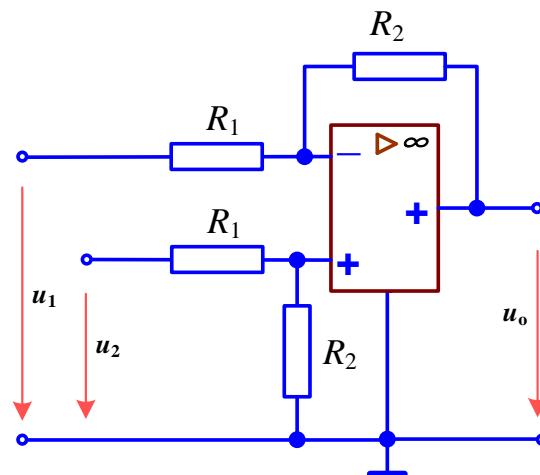 R₂
R₁
− ▷ ∞
+
R₁
+
u₁
u₂
R₂
uₒ